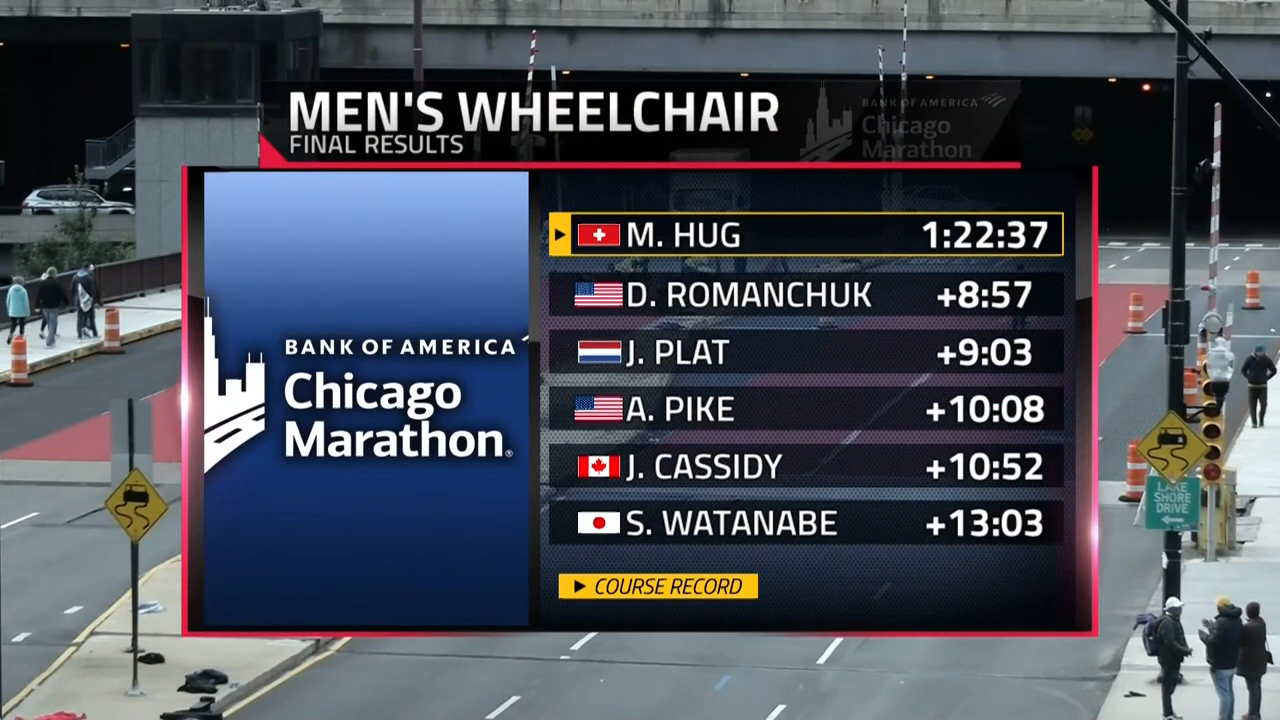 MEN'S WHEELCHAIR
FINAL RESULTS
BANK OF AMERICA
Chicago
Marathon
BANK OF AMERICA
Chicago
Marathon®
M. HUG 1:22:37
D. ROMANCHUK +8:57
J. PLAT +9:03
A. PIKE +10:08
J. CASSIDY +10:52
S. WATANABE +13:03
COURSE RECORD
LAKE
SHORE
DRIVE